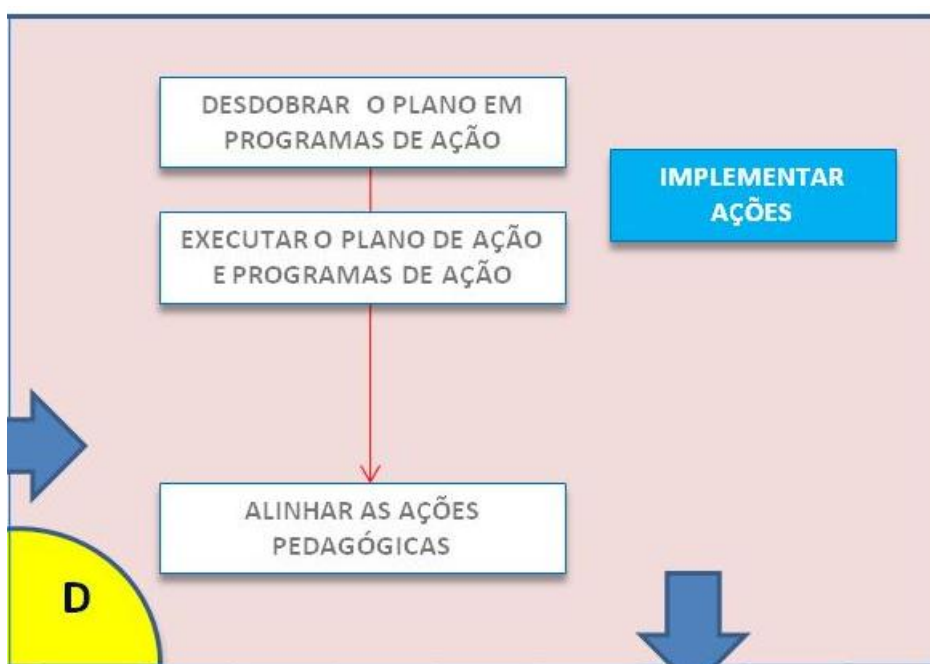 DESDOBRAR O PLANO EM
PROGRAMAS DE AÇÃO
IMPLEMENTAR
AÇÕES
EXECUTAR O PLANO DE AÇÃO
E PROGRAMAS DE AÇÃO
ALINHAR AS AÇÕES
PEDAGÓGICAS
D